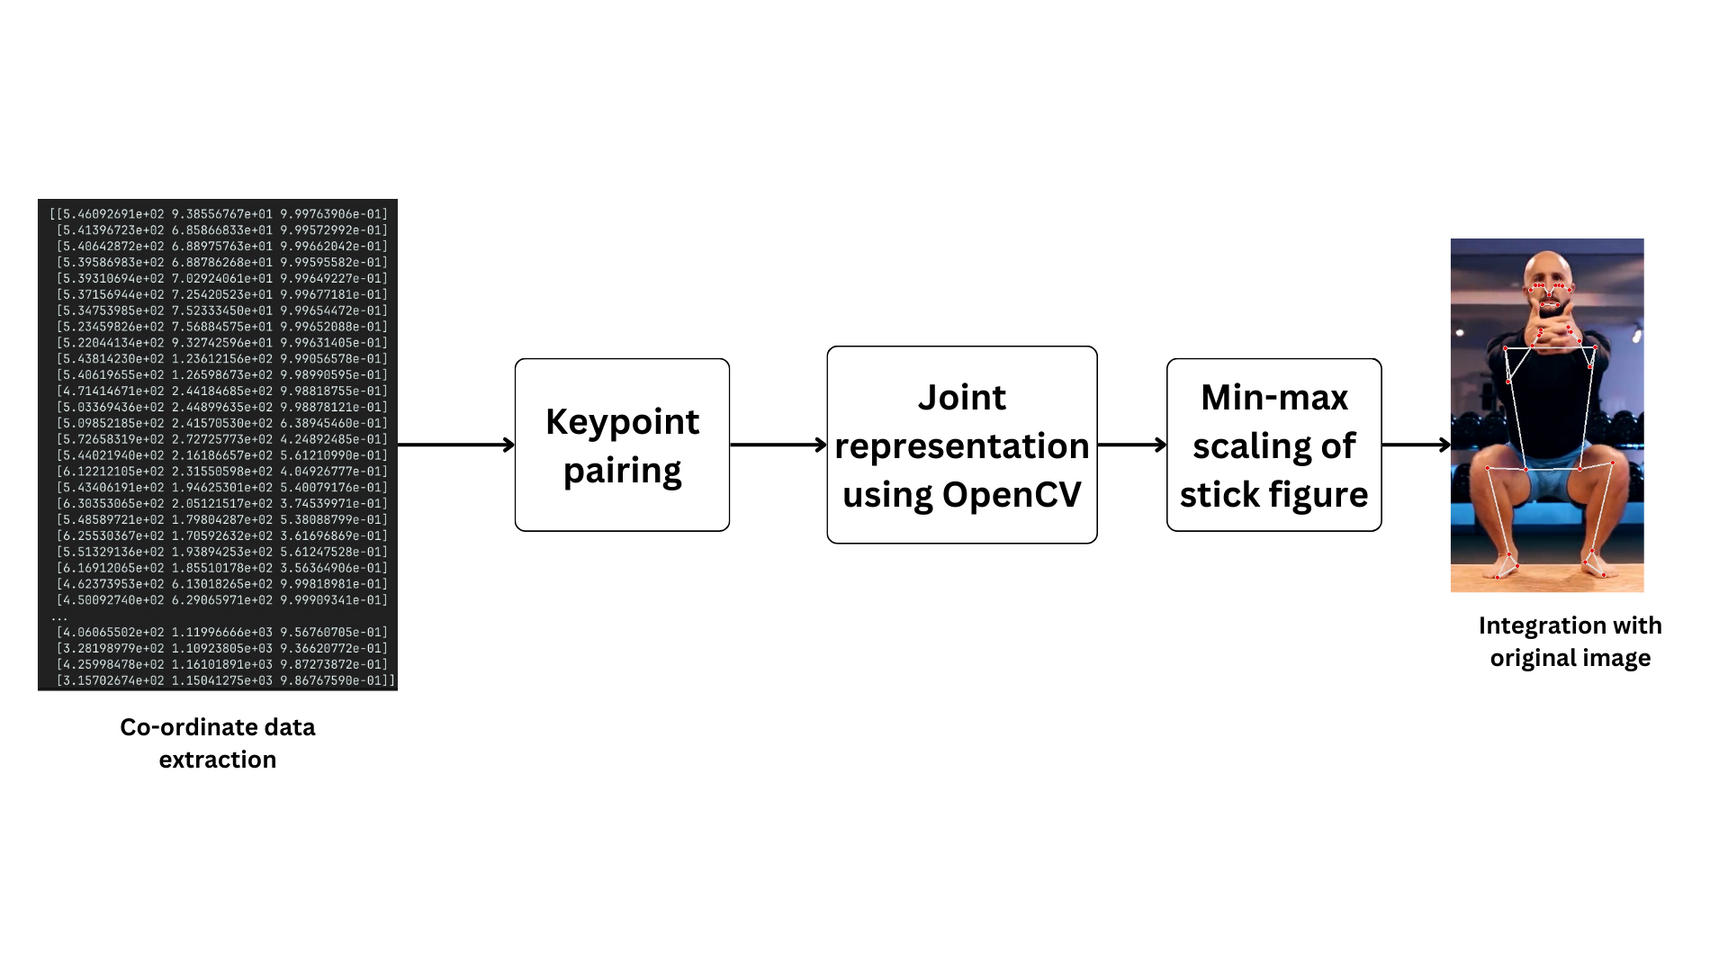 [[5.46092691e+02 9.38556767e+01 9.99763906e-01]
[5.41396723e+02 6.85866833e+01 9.99572992e-01]
[5.40642872e+02 6.88975763e+01 9.99662042e-01]
[5.39586983e+02 6.88786268e+01 9.99595582e-01]
[5.39310694e+02 7.02924061e+01 9.99649227e-01]
[5.37156944e+02 7.25420523e+01 9.99677181e-01]
[5.34753985e+02 7.52333450e+01 9.99654472e-01]
[5.23459826e+02 7.56884575e+01 9.99652088e-01]
[5.22044134e+02 9.32742596e+01 9.99631405e-01]
[5.43814230e+02 1.23612156e+02 9.99056578e-01]
[5.40619655e+02 1.26598673e+02 9.98990595e-01]
[4.71414671e+02 2.44184685e+02 9.98818755e-01]
[5.03369436e+02 2.44899635e+02 9.98878121e-01]
[5.09852185e+02 2.41570530e+02 6.38945460e-01]
[5.72658319e+02 2.72725773e+02 4.24892485e-01]
[5.44021940e+02 2.16186657e+02 5.61210990e-01]
[6.12212105e+02 2.31550598e+02 4.04926777e-01]
[5.43406191e+02 1.94625301e+02 5.40079176e-01]
[6.30353065e+02 2.05121517e+02 3.74539971e-01]
[5.48589721e+02 1.79804287e+02 5.38088799e-01]
[6.25530367e+02 1.70592632e+02 3.61696869e-01]
[5.51329136e+02 1.93894253e+02 5.61247528e-01]
[6.16912065e+02 1.85510178e+02 3.56364906e-01]
[4.62373953e+02 6.13018265e+02 9.99818981e-01]
[4.50092740e+02 6.29065971e+02 9.99909341e-01]
...
[4.06065502e+02 1.11996666e+03 9.56760705e-01]
[3.28198979e+02 1.10923805e+03 9.36620772e-01]
[4.25998478e+02 1.16101891e+03 9.87273872e-01]
[3.15702674e+02 1.15041275e+03 9.86767590e-01]]
Co-ordinate data
extraction
Keypoint
pairing
Joint
representation
using OpenCV
Min-max
scaling of
stick figure
Integration with
original image